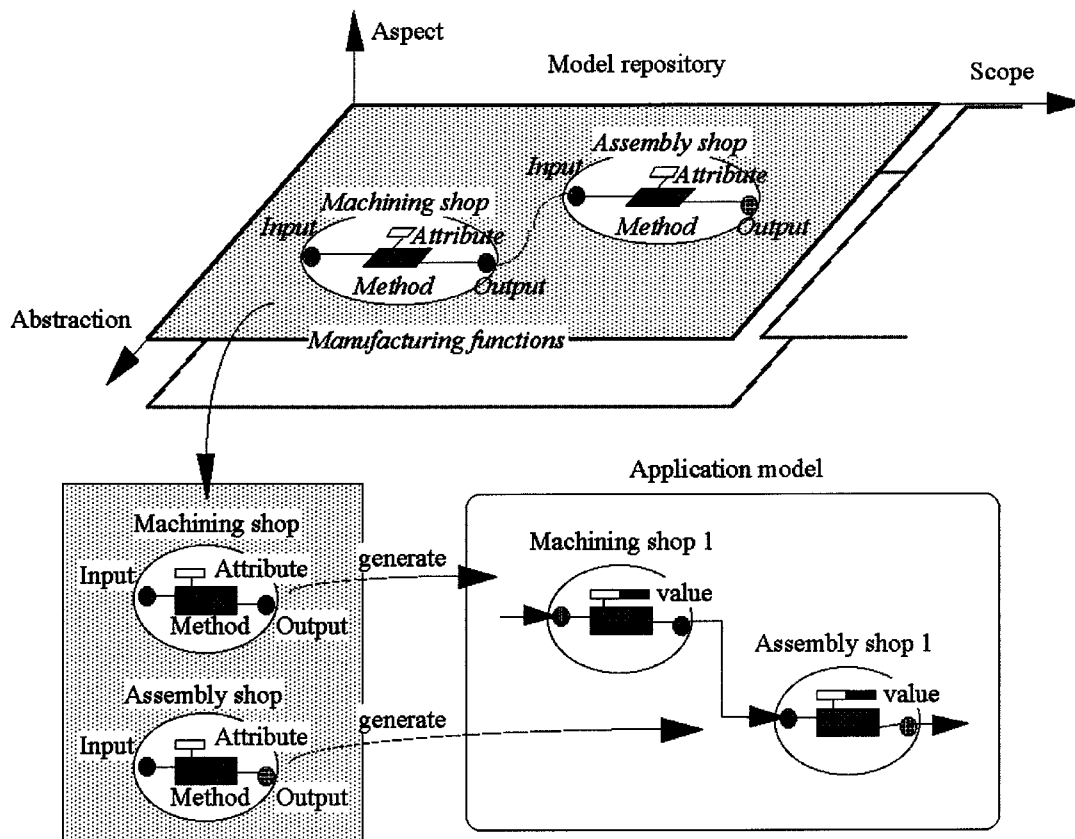 Aspect
Model repository
Scope
Assembly shop
Input
Attribute
Machining shop
Method
Output
Input
Attribute
Method
Output
Abstraction
Manufacturing functions
Application model
Machining shop
generate
Machining shop 1
Input
Attribute
value
Method
Output
Assembly shop 1
Assembly shop
generate
value
Input
Attribute
Method
Output